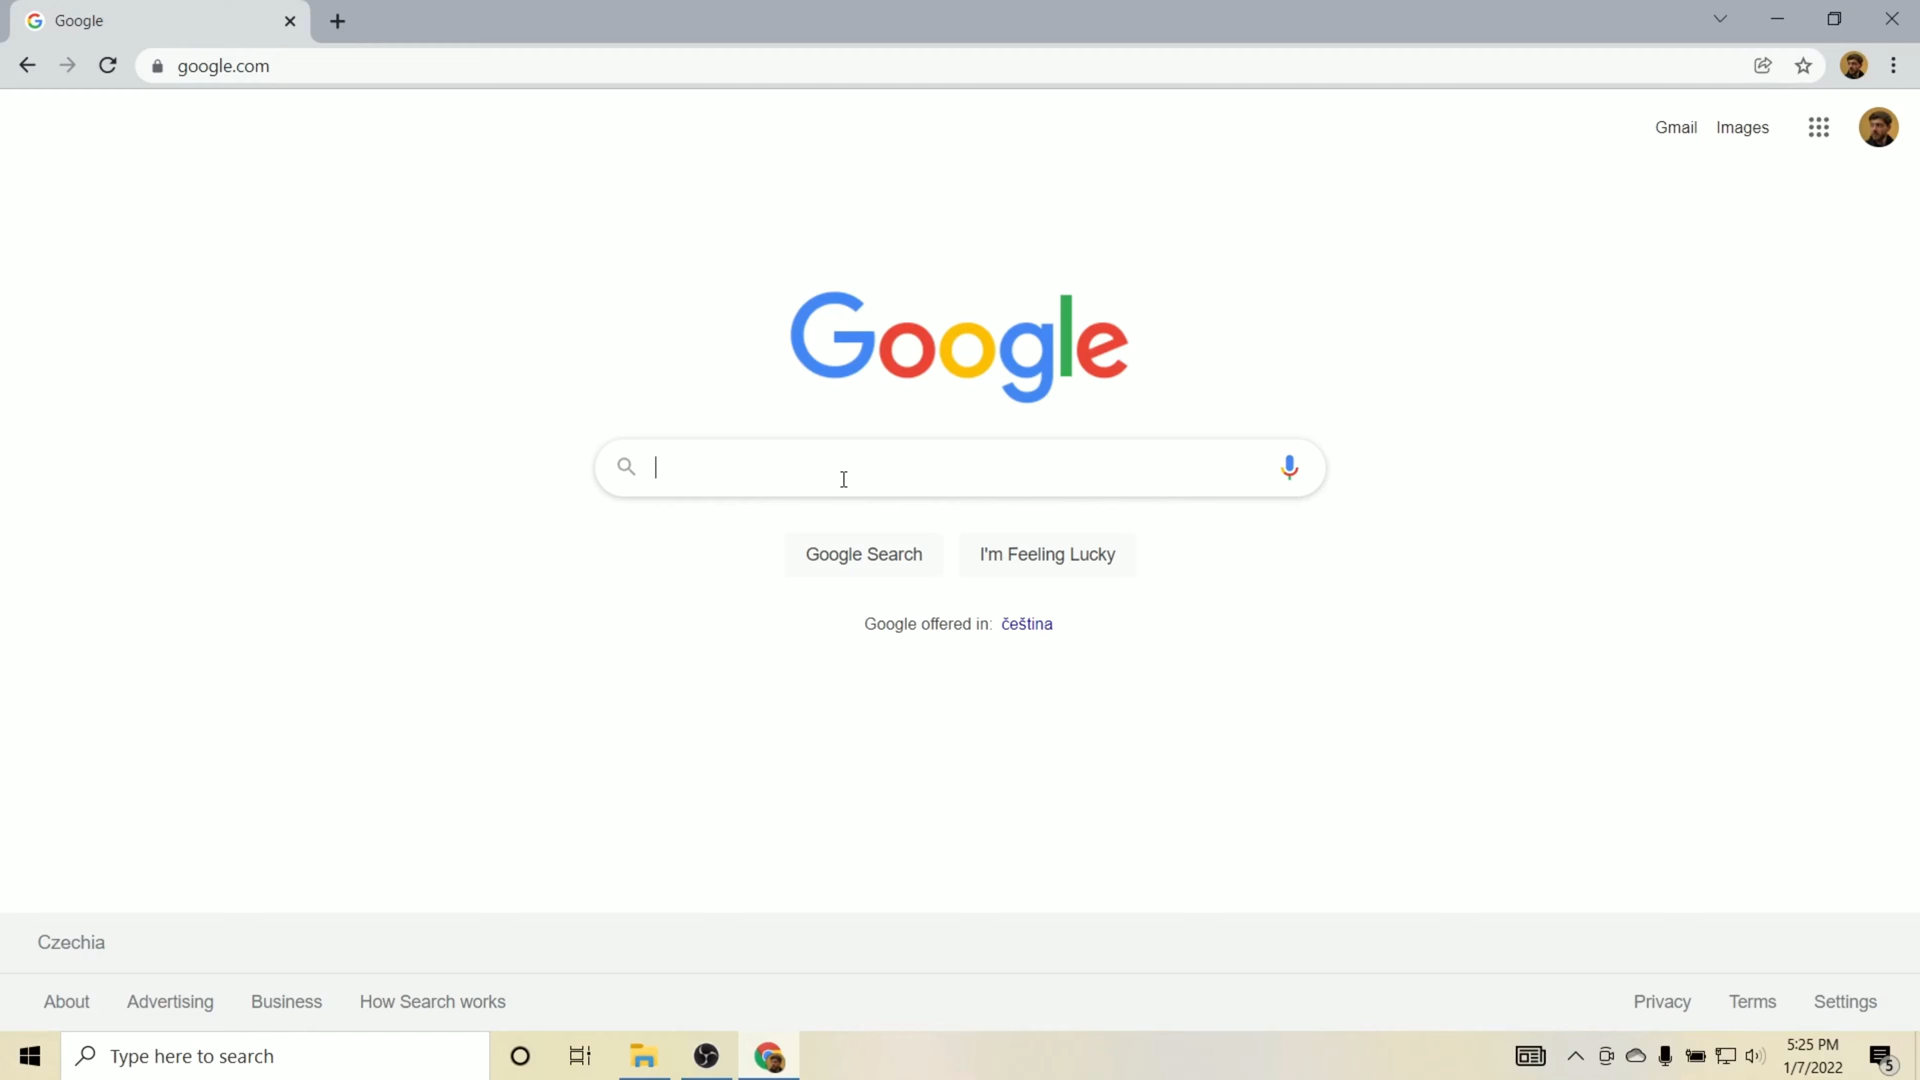 Google
google.com
Gmail Images
Google
Google Search I'm Feeling Lucky
Google offered in: čeština
Czechia
About Advertising Business How Search works Privacy Terms Settings
Type here to search
5:25 PM
1/7/2022
5